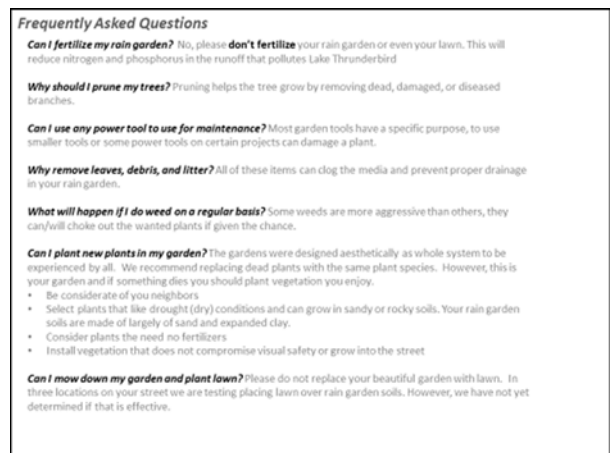 Frequently Asked Questions
Can I fertilize my rain garden? No, please don't fertilize your rain garden or even your lawn. This will
reduce nitrogen and phosphorus in the runoff that pollutes Lake Thrunderbird
Why should I prune my trees? Pruning helps the tree grow by removing dead, damaged, or diseased
branches.
Can I use any power tool to use for maintenance? Most garden tools have a specific purpose, to use
smaller tools or some power tools on certain projects can damage a plant.
Why remove leaves, debris, and litter? All of these items can clog the media and prevent proper drainage
in your rain garden.
What will happen if I do weed on a regular basis? Some weeds are more aggressive than others, they
can/will choke out the wanted plants if given the chance.
Can I plant new plants in my garden? The gardens were designed aesthetically as whole system to be
experienced by all. We recommend replacing dead plants with the same plant species. However, this is
your garden and if something dies you should plant vegetation you enjoy.
• Be considerate of you neighbors
• Select plants that like drought (dry) conditions and can grow in sandy or rocky soils. Your rain garden
soils are made of largely of sand and expanded clay.
• Consider plants the need no fertilizers
• Install vegetation that does not compromise visual safety or grow into the street
Can I mow down my garden and plant lawn? Please do not replace your beautiful garden with lawn. In
three locations on your street we are testing placing lawn over rain garden soils. However, we have not yet
determined if that is effective.